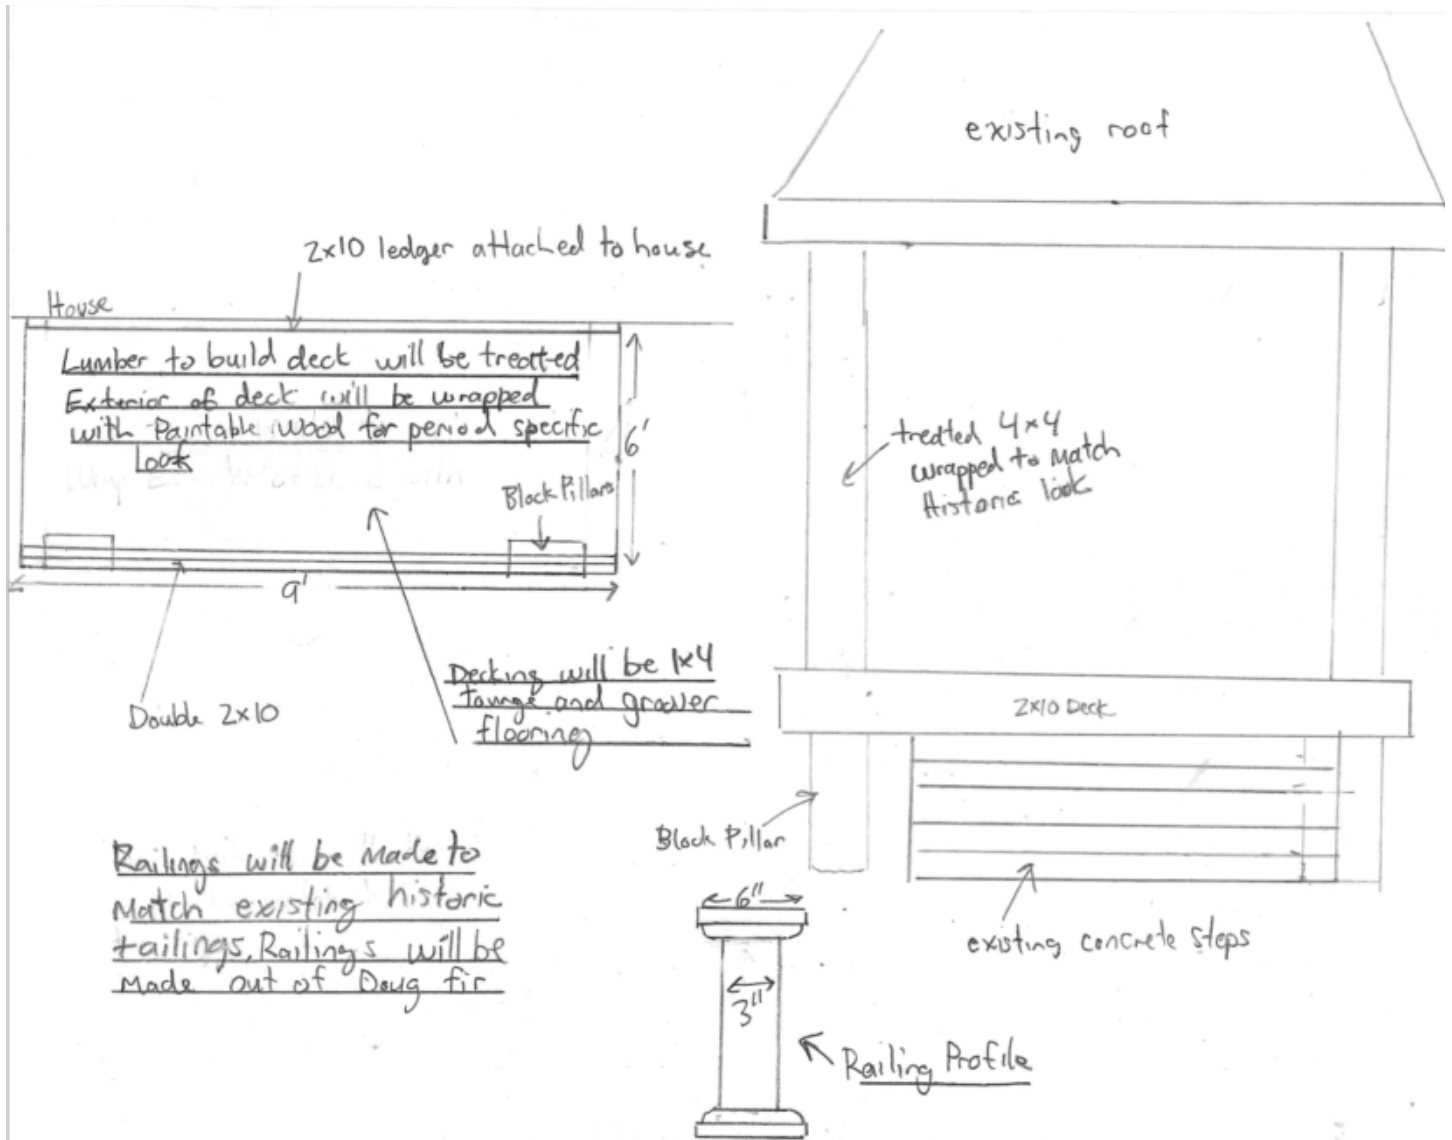 existing roof
2x10 ledger attached to house
House
Lumber to build deck will be treatted
Exterior of deck will be wrapped
with Paintable Wood for period specific
look
6'
Block Pillars
9'
treated 4x4
wrapped to match
Historic look
Double 2x10
Decking will be 1x4
tounge and groover
flooring
2x10 Deck
Block Pillar
existing concrete steps
Railings will be made to
match existing historic
railings, Railings will be
made out of Doug fir
6"
3"
Railing Profile